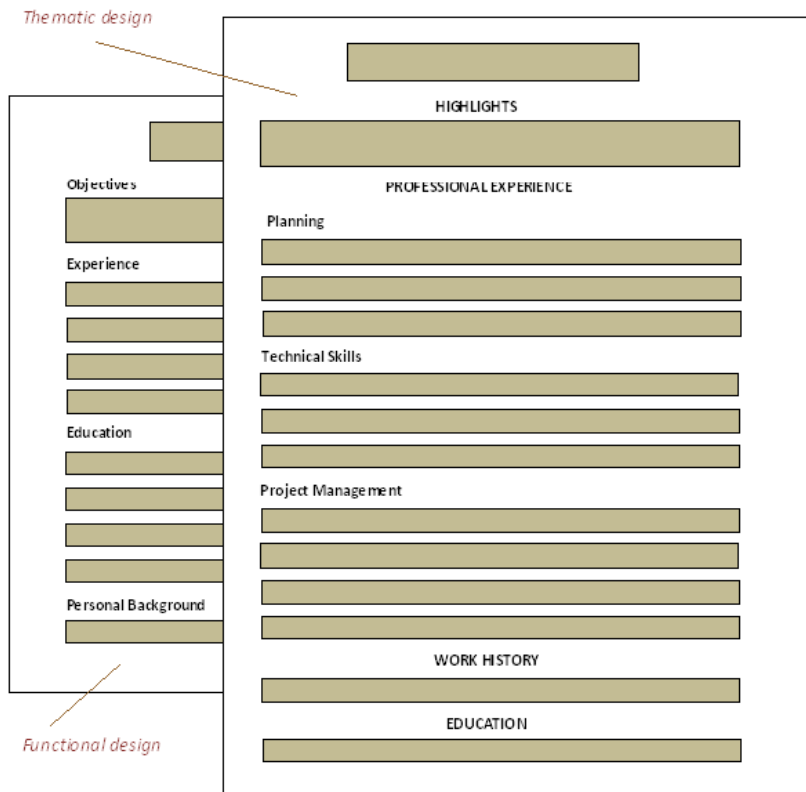 Thematic design
HIGHLIGHTS
PROFESSIONAL EXPERIENCE
Planning
Technical Skills
Project Management
WORK HISTORY
EDUCATION
Objectives
Experience
Education
Personal Background
Functional design